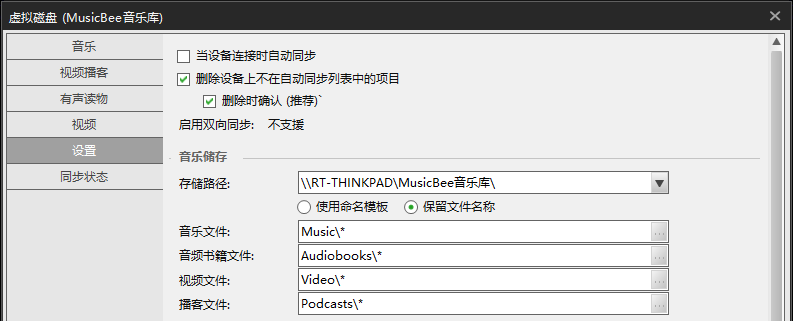 虚拟磁盘 (MusicBee音乐库)
音乐
视频播客
有声读物
视频
设置
同步状态
当设备连接时自动同步
删除设备上不在自动同步列表中的项目
删除时确认 (推荐)`
启用双向同步: 不支援
音乐储存
存储路径: \\RT-THINKPAD\MusicBee音乐库\
使用命名模板 保留文件名称
音乐文件: Music\*
音频书籍文件: Audiobooks\*
视频文件: Video\*
播客文件: Podcasts\*